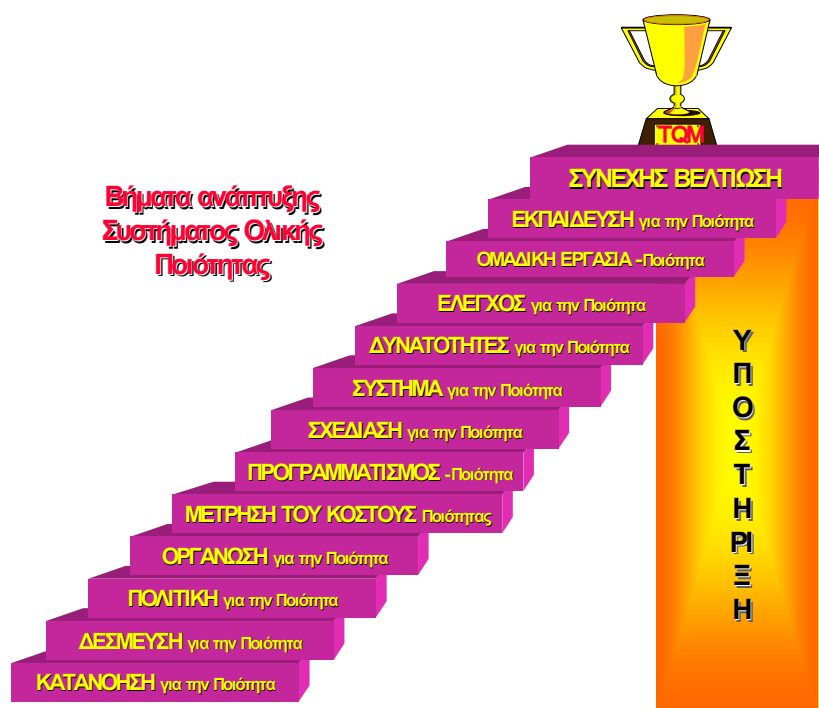 TQM
ΣΥΝΕΧΗΣ ΒΕΛΤΙΩΣΗ
Βήματα ανάπτυξης
Συστήματος Ολικής
Ποιότητας
ΕΚΠΑΙΔΕΥΣΗ για την Ποιότητα
ΟΜΑΔΙΚΗ ΕΡΓΑΣΙΑ -Ποιότητα
ΕΛΕΓΧΟΣ για την Ποιότητα
ΔΥΝΑΤΟΤΗΤΕΣ για την Ποιότητα
ΣΥΣΤΗΜΑ για την Ποιότητα
ΣΧΕΔΙΑΣΗ για την Ποιότητα
ΠΡΟΓΡΑΜΜΑΤΙΣΜΟΣ -Ποιότητα
ΜΕΤΡΗΣΗ ΤΟΥ ΚΟΣΤΟΥΣ Ποιότητας
ΟΡΓΑΝΩΣΗ για την Ποιότητα
ΠΟΛΙΤΙΚΗ για την Ποιότητα
ΔΕΣΜΕΥΣΗ για την Ποιότητα
ΚΑΤΑΝΟΗΣΗ για την Ποιότητα
Υ
Π
Ο
Σ
Τ
Η
ΡΙ
Ξ
Η